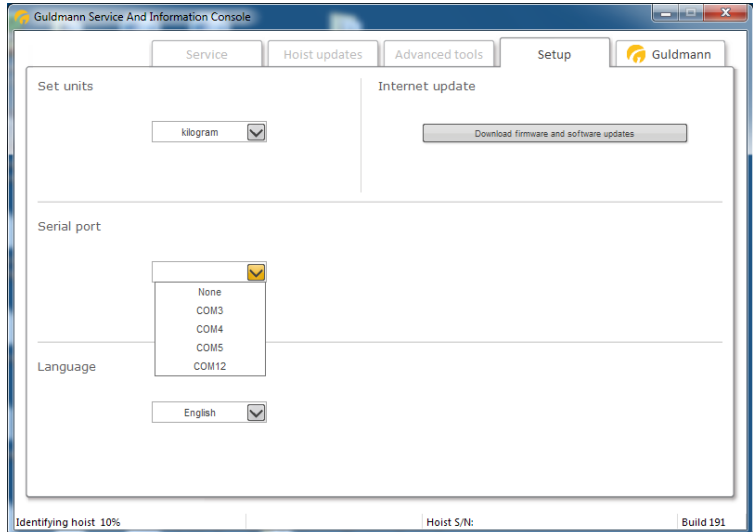 Guldmann Service And Information Console
Service
Hoist updates
Advanced tools
Setup
Guldmann
Set units
kilogram
Internet update
Download firmware and software updates
Serial port
None
COM3
COM4
COM5
COM12
Language
English
Identifying hoist 10%
Hoist S/N:
Build 191